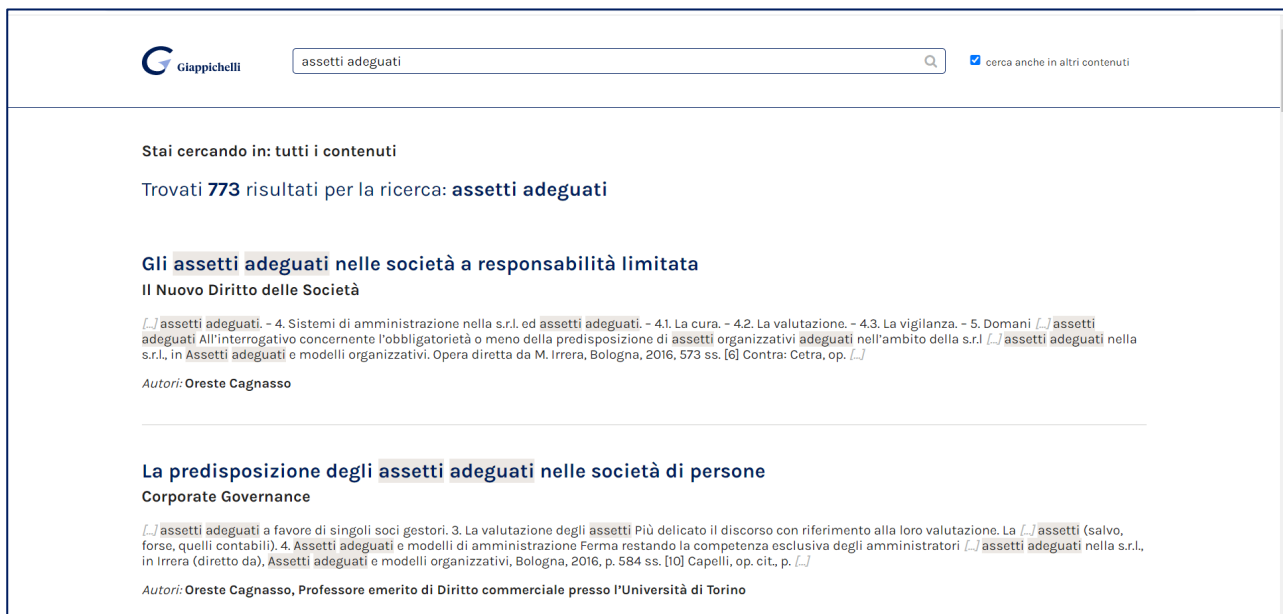 Giappichelli
assetti adeguati
cerca anche in altri contenuti
Stai cercando in: tutti i contenuti
Trovati 773 risultati per la ricerca: assetti adeguati
Gli assetti adeguati nelle società a responsabilità limitata
Il Nuovo Diritto delle Società
[...] assetti adeguati. – 4. Sistemi di amministrazione nella s.r.l. ed assetti adeguati. – 4.1. La cura. – 4.2. La valutazione. – 4.3. La vigilanza. – 5. Domani [...] assetti
adeguati All'interrogativo concernente l'obbligatorietà o meno della predisposizione di assetti organizzativi adeguati nell'ambito della s.r.l [...] assetti adeguati nella
s.r.l., in Assetti adeguati e modelli organizzativi. Opera diretta da M. Irrera, Bologna, 2016, 573 ss. [6] Contra: Cetra, op. [...]
Autori: Oreste Cagnasso
La predisposizione degli assetti adeguati nelle società di persone
Corporate Governance
[...] assetti adeguati a favore di singoli soci gestori. 3. La valutazione degli assetti Più delicato il discorso con riferimento alla loro valutazione. La [...] assetti (salvo,
forse, quelli contabili). 4. Assetti adeguati e modelli di amministrazione Ferma restando la competenza esclusiva degli amministratori [...] assetti adeguati nella s.r.l.,
in Irrera (diretto da), Assetti adeguati e modelli organizzativi, Bologna, 2016, p. 584 ss. [10] Capelli, op. cit., p. [...]
Autori: Oreste Cagnasso, Professore emerito di Diritto commerciale presso l'Università di Torino